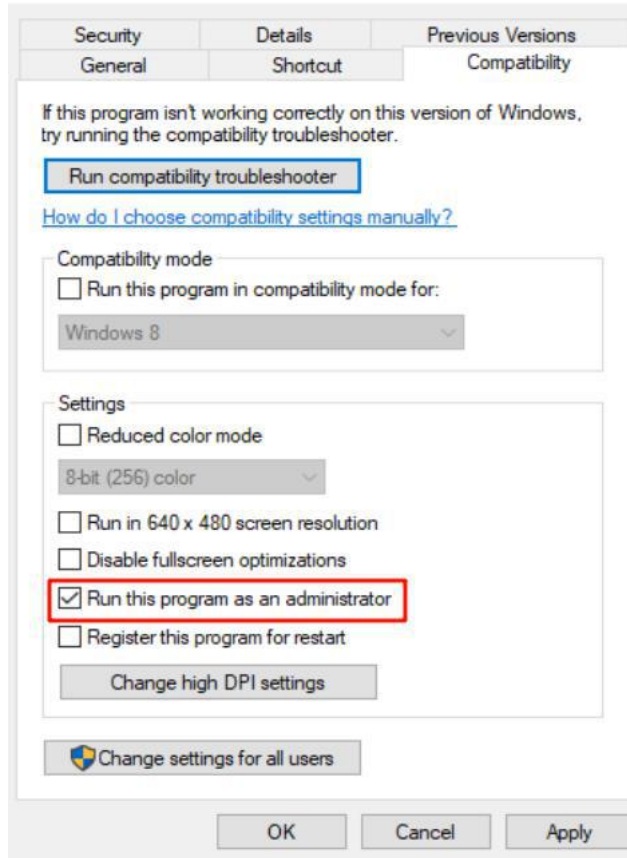 Security Details Previous Versions
General Shortcut Compatibility
If this program isn't working correctly on this version of Windows,
try running the compatibility troubleshooter.
Run compatibility troubleshooter
How do I choose compatibility settings manually?
Compatibility mode
Run this program in compatibility mode for:
Windows 8
Settings
Reduced color mode
8-bit (256) color
Run in 640 x 480 screen resolution
Disable fullscreen optimizations
Run this program as an administrator
Register this program for restart
Change high DPI settings
Change settings for all users
OK Cancel Apply